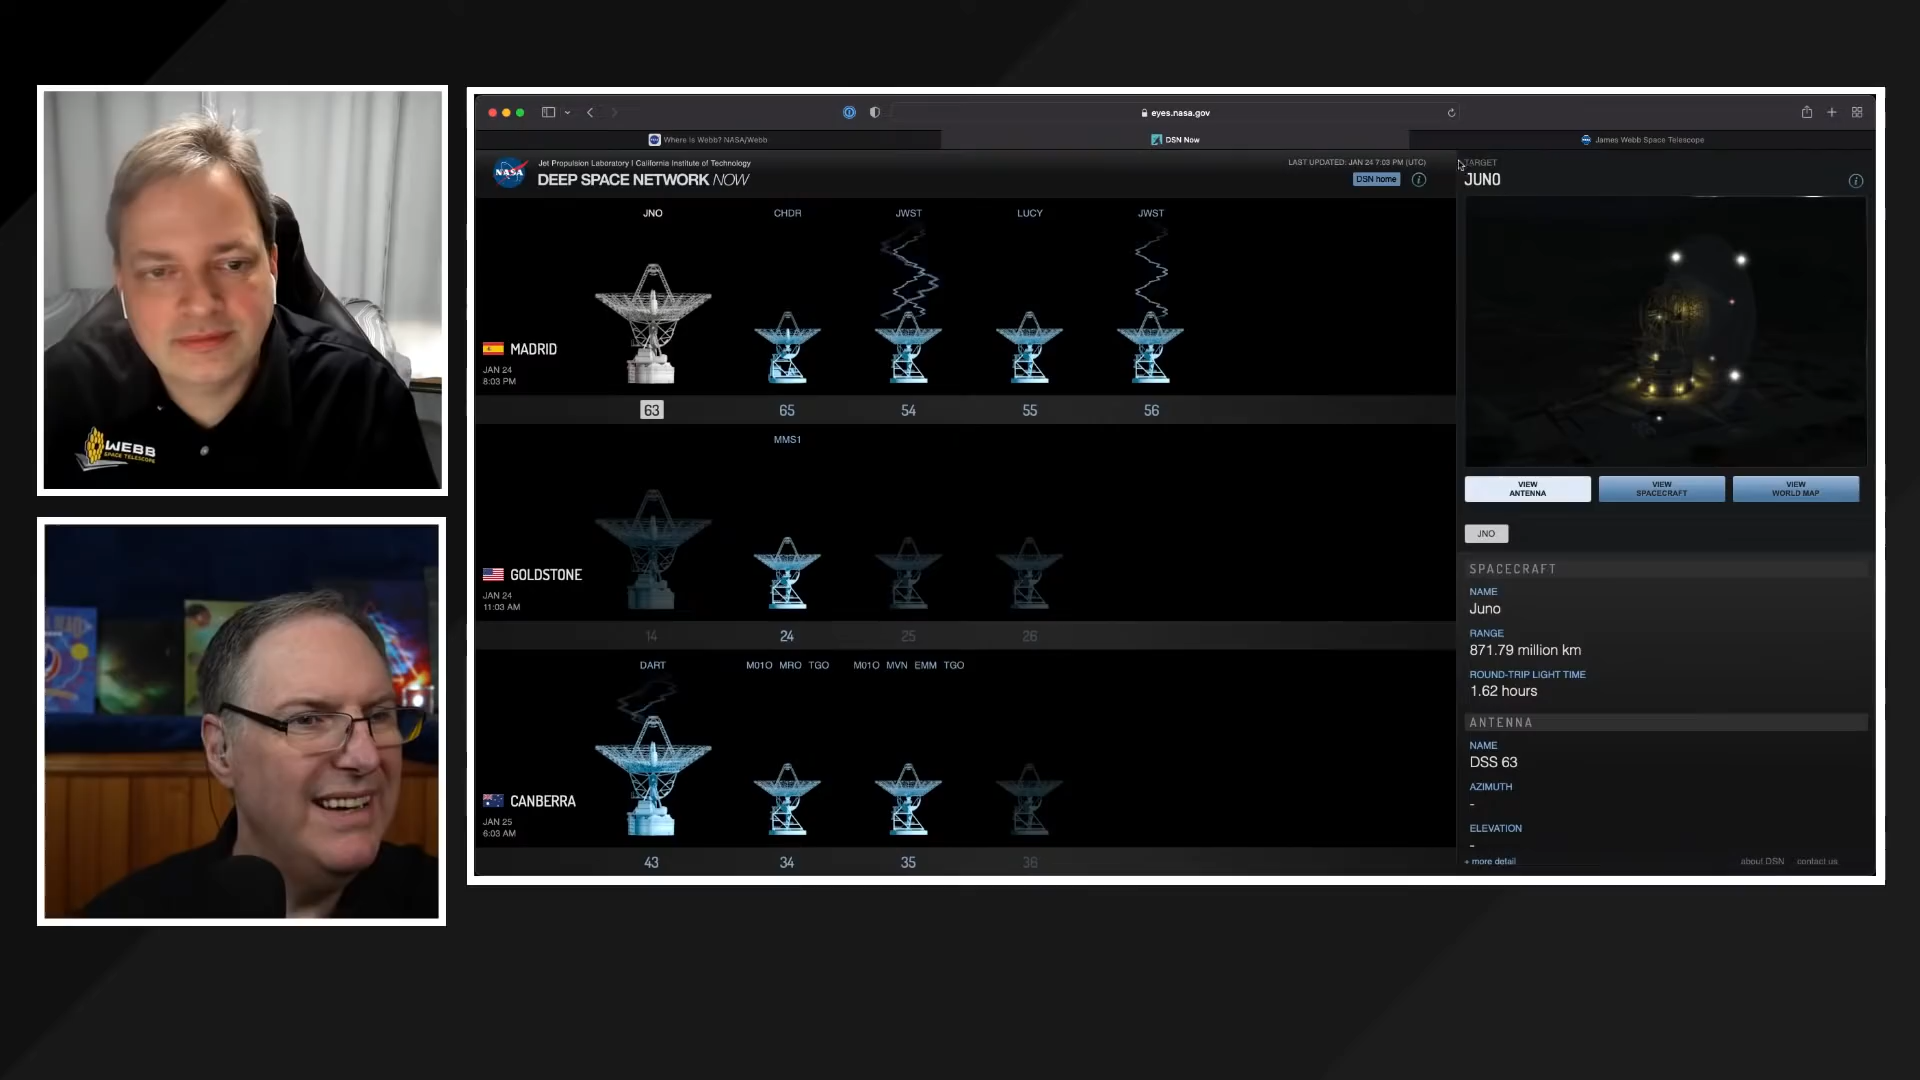 WEBB
SPACE TELESCOPE
eyes.nasa.gov
Where is Webb? NASA/Webb
DSN Now
James Webb Space Telescope
NASA
Jet Propulsion Laboratory | California Institute of Technology
DEEP SPACE NETWORK NOW
LAST UPDATED: JAN 24 7:03 PM (UTC)
DSN home
JNO CHDR JWST LUCY JWST
MADRID
JAN 24
8:03 PM
63 65 54 55 56
MMS1
GOLDSTONE
JAN 24
11:03 AM
14 24 25 26
DART M01O MRO TGO M01O MVN EMM TGO
CANBERRA
JAN 25
6:03 AM
43 34 35 36
TARGET
JUNO
VIEW
ANTENNA
VIEW
SPACECRAFT
VIEW
WORLD MAP
JNO
SPACECRAFT
NAME
Juno
RANGE
871.79 million km
ROUND-TRIP LIGHT TIME
1.62 hours
ANTENNA
NAME
DSS 63
AZIMUTH
-
ELEVATION
-
+ more detail
about DSN contact us